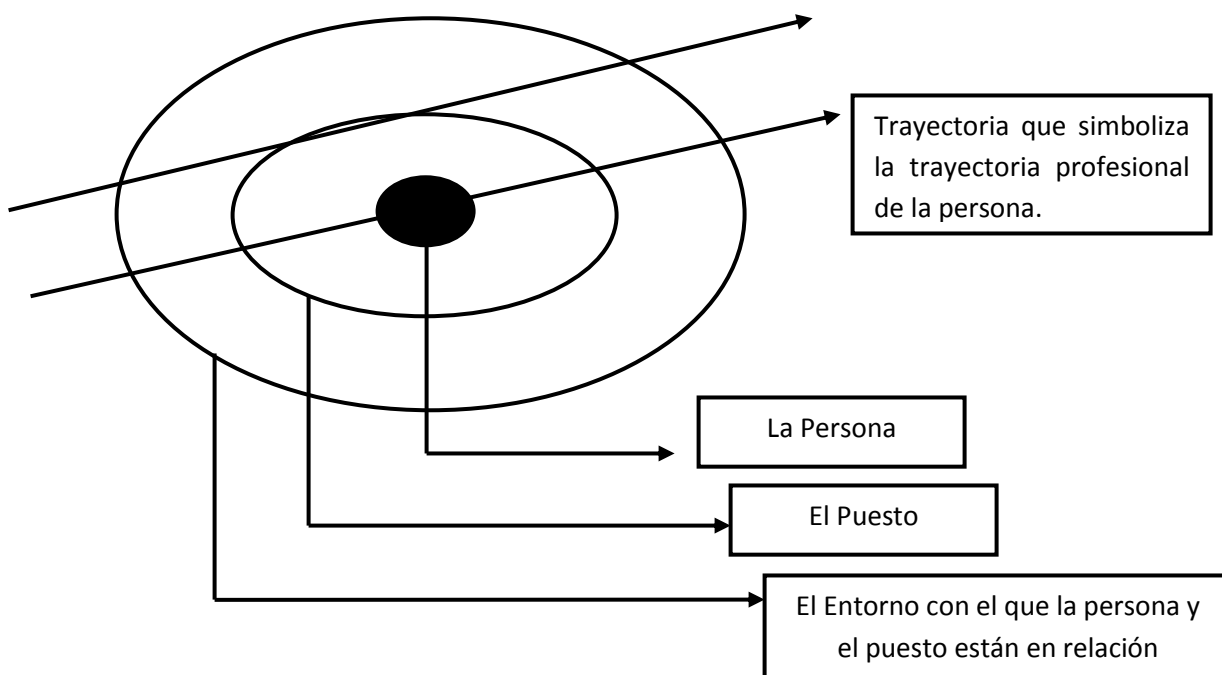 Trayectoria que simboliza
la trayectoria profesional
de la persona.
La Persona
El Puesto
El Entorno con el que la persona y
el puesto están en relación